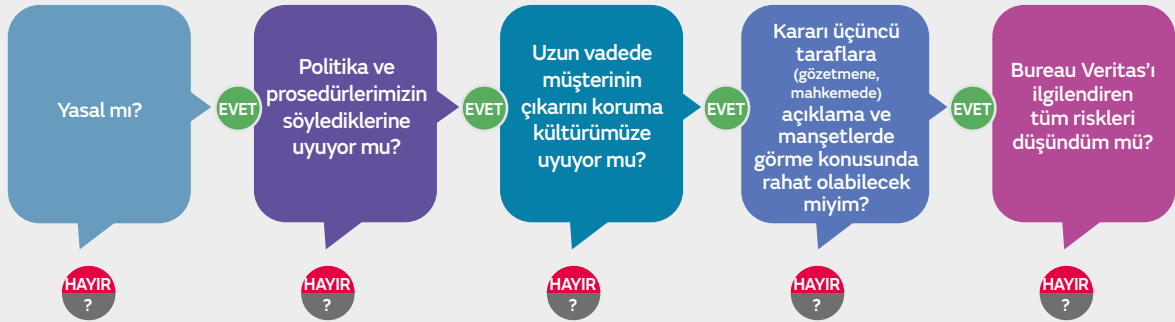 Yasal mı?
EVET
Politika ve
prosedürlerimizin
söylediklerine
uyuyor mu?
EVET
Uzun vadede
müşterinin
çıkarını koruma
kültürümüze
uyuyor mu?
EVET
Kararı üçüncü
taraflara
(gözetmene,
mahkemede)
açıklama ve
manşetlerde
görme konusunda
rahat olabilecek
miyim?
EVET
Bureau Veritas’ı
ilgilendiren
tüm riskleri
düşündüm mü?
HAYIR
?
HAYIR
?
HAYIR
?
HAYIR
?
HAYIR
?